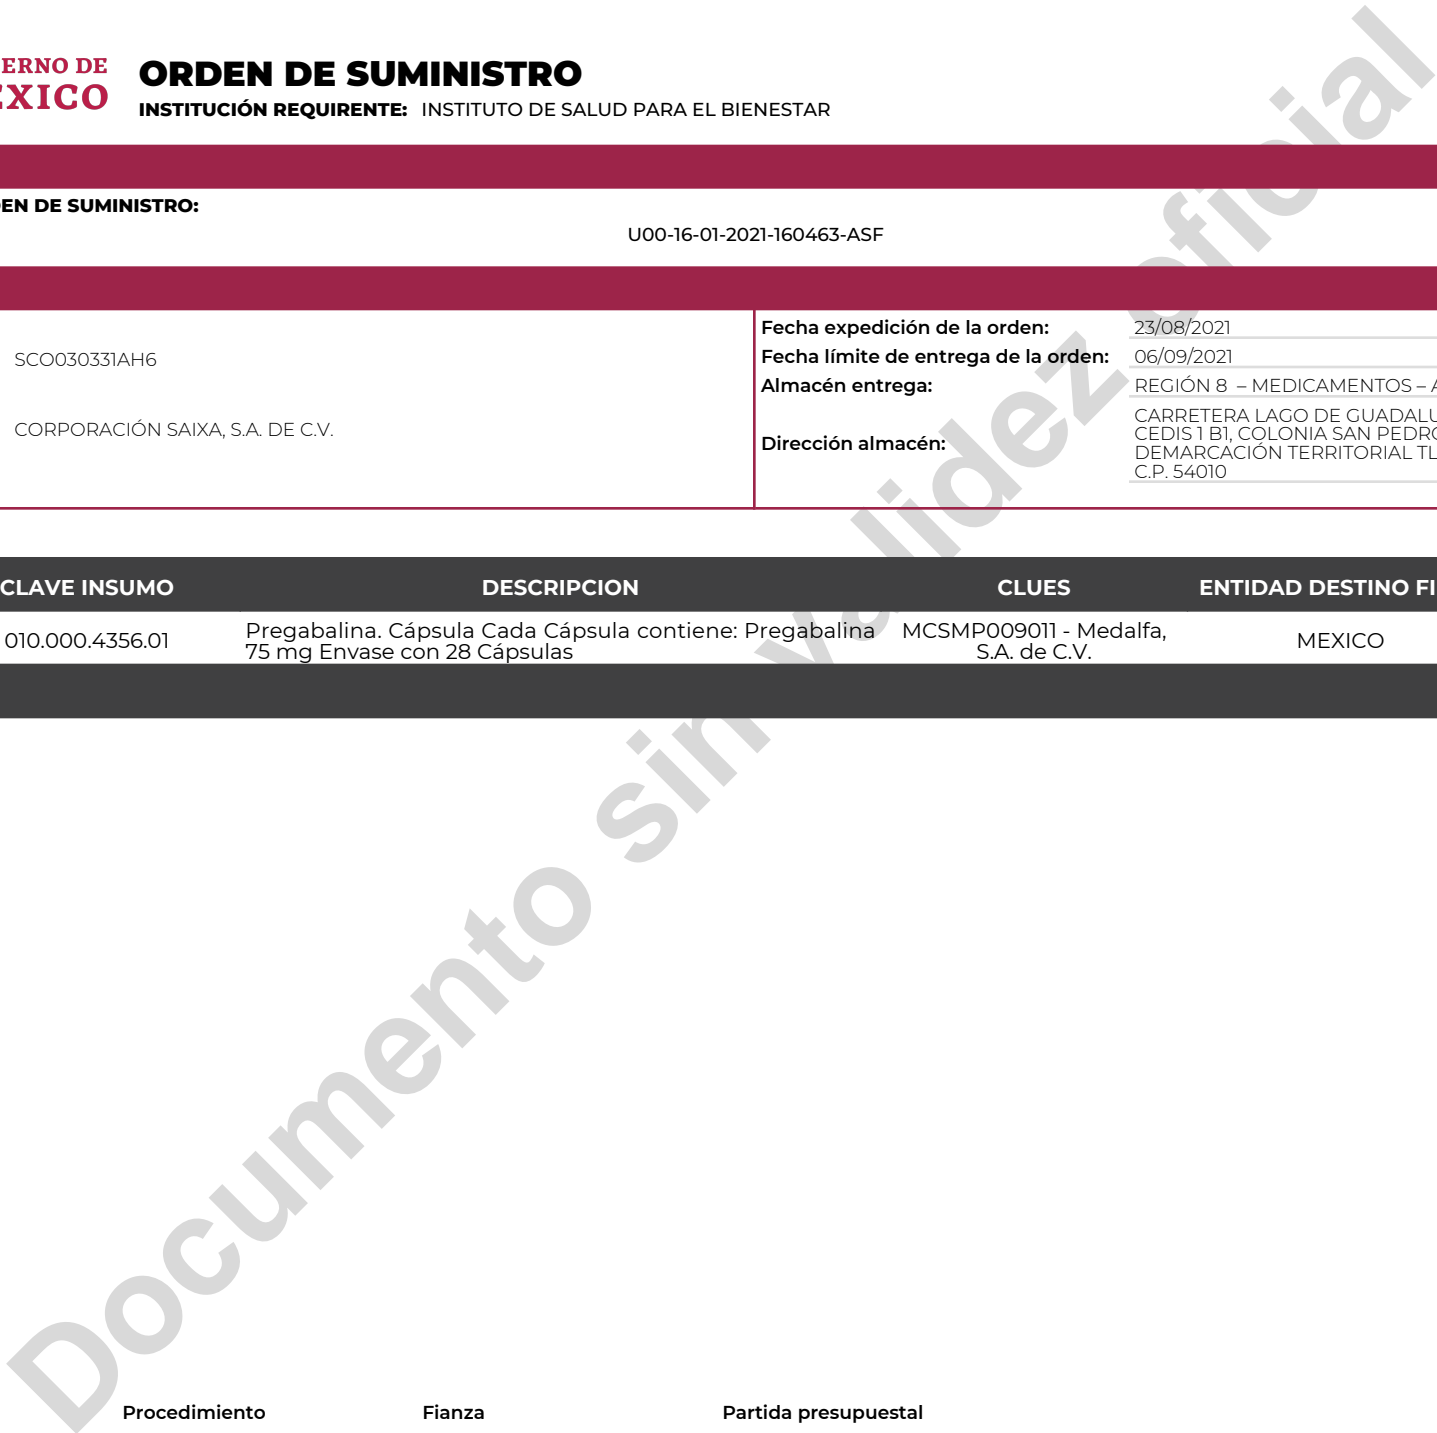 ERNO DE
ÉXICO
ORDEN DE SUMINISTRO
INSTITUCIÓN REQUIRENTE: INSTITUTO DE SALUD PARA EL BIENESTAR
EN DE SUMINISTRO:
U00-16-01-2021-160463-ASF
SCO030331AH6
CORPORACIÓN SAIXA, S.A. DE C.V.
Fecha expedición de la orden: 23/08/2021
Fecha límite de entrega de la orden: 06/09/2021
Almacén entrega: REGIÓN 8 – MEDICAMENTOS – A
Dirección almacén:
CARRETERA LAGO DE GUADALU
CEDIS 1 B1, COLONIA SAN PEDRO
DEMARCACIÓN TERRITORIAL TL
C.P. 54010
CLAVE INSUMO DESCRIPCION CLUES ENTIDAD DESTINO FI
010.000.4356.01
Pregabalina. Cápsula Cada Cápsula contiene: Pregabalina
75 mg Envase con 28 Cápsulas
MCSMP009011 - Medalfa,
S.A. de C.V.
MEXICO
Documento sin validez oficial
Procedimiento Fianza Partida presupuestal